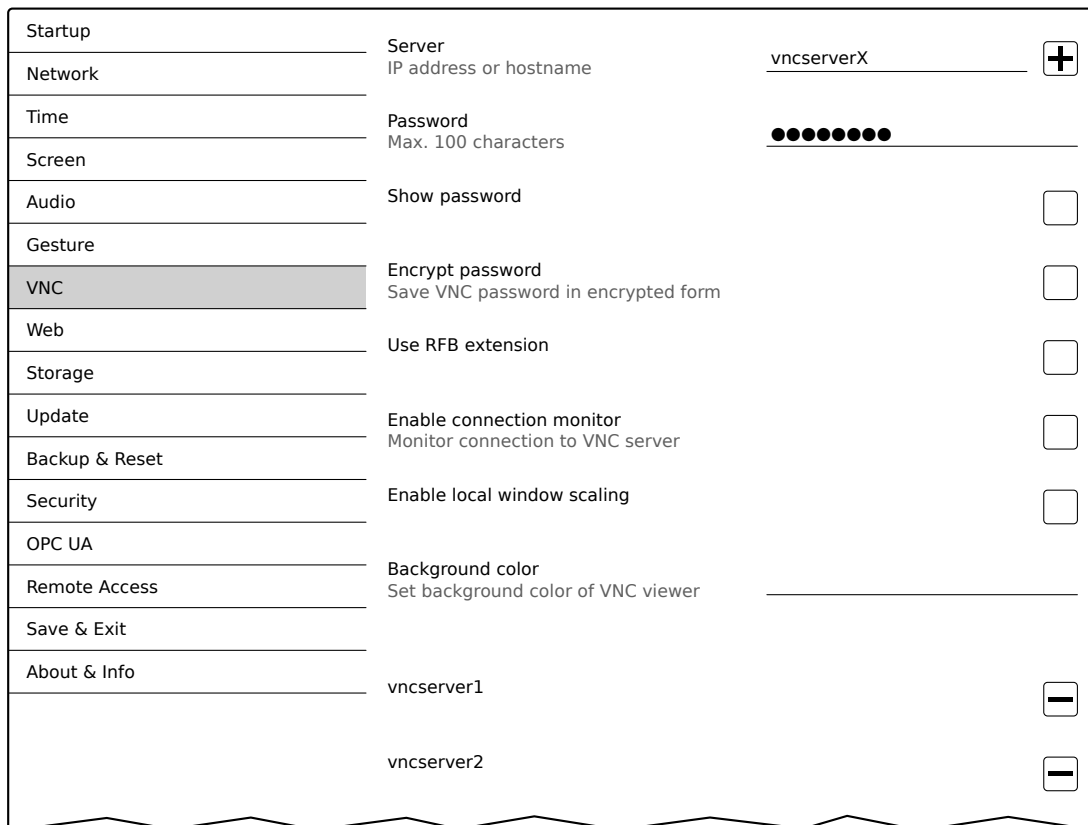 Startup
Network
Time
Screen
Audio
Gesture
VNC
Web
Storage
Update
Backup & Reset
Security
OPC UA
Remote Access
Save & Exit
About & Info
Server
IP address or hostname
vncserverX
Password
Max. 100 characters
●●●●●●●●
Show password
Encrypt password
Save VNC password in encrypted form
Use RFB extension
Enable connection monitor
Monitor connection to VNC server
Enable local window scaling
Background color
Set background color of VNC viewer
vncserver1
vncserver2